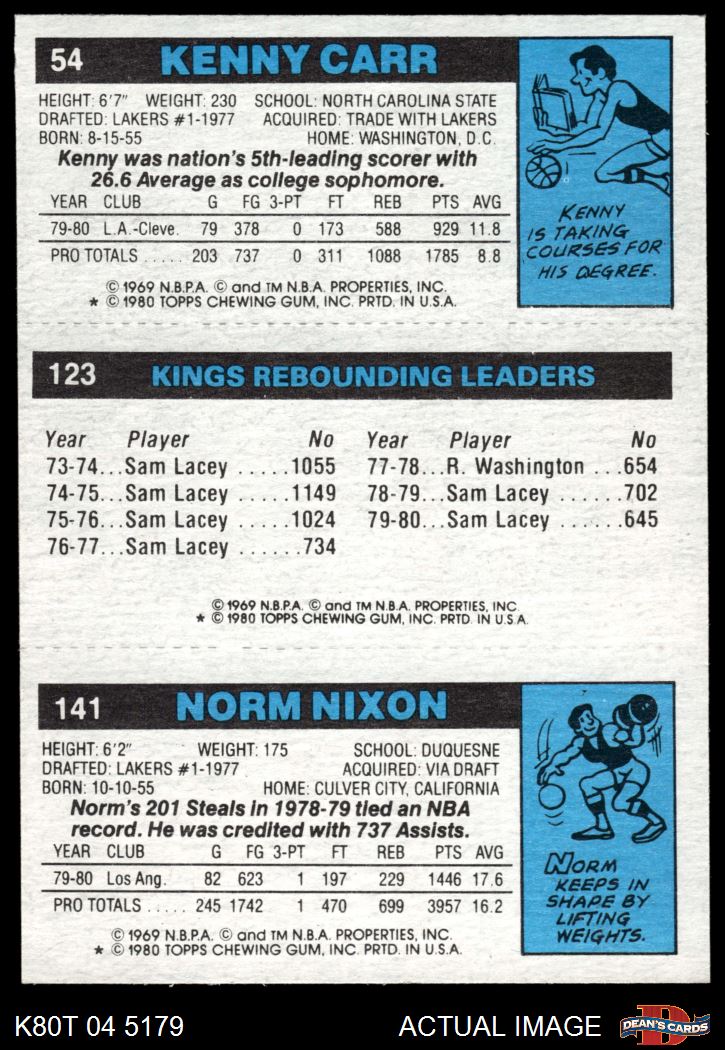 54 KENNY CARR
HEIGHT: 6'7" WEIGHT: 230 SCHOOL: NORTH CAROLINA STATE
DRAFTED: LAKERS #1-1977 ACQUIRED: TRADE WITH LAKERS
BORN: 8-15-55 HOME: WASHINGTON, D.C.
Kenny was nation's 5th-leading scorer with
26.6 Average as college sophomore.
YEAR CLUB G FG 3-PT FT REB PTS AVG
79-80 L.A.-Cleve. 79 378 0 173 588 929 11.8
PRO TOTALS ..... 203 737 0 311 1088 1785 8.8
© 1969 N.B.P.A. © and TM N.B.A. PROPERTIES, INC.
* © 1980 TOPPS CHEWING GUM, INC. PRTD. IN U.S.A.
KENNY
IS TAKING
COURSES FOR
HIS DEGREE.
123 KINGS REBOUNDING LEADERS
Year Player No Year Player No
73-74...Sam Lacey .....1055 77-78...R. Washington ...654
74-75...Sam Lacey .....1149 78-79...Sam Lacey ......702
75-76...Sam Lacey .....1024 79-80...Sam Lacey ......645
76-77...Sam Lacey ......734
© 1969 N.B.P.A. © and TM N.B.A. PROPERTIES, INC.
* © 1980 TOPPS CHEWING GUM, INC. PRTD. IN U.S.A.
141 NORM NIXON
HEIGHT: 6'2" WEIGHT: 175 SCHOOL: DUQUESNE
DRAFTED: LAKERS #1-1977 ACQUIRED: VIA DRAFT
BORN: 10-10-55 HOME: CULVER CITY, CALIFORNIA
Norm's 201 Steals in 1978-79 tied an NBA
record. He was credited with 737 Assists.
YEAR CLUB G FG 3-PT FT REB PTS AVG
79-80 Los Ang. 82 623 1 197 229 1446 17.6
PRO TOTALS ..... 245 1742 1 470 699 3957 16.2
© 1969 N.B.P.A. © and TM N.B.A. PROPERTIES, INC.
* © 1980 TOPPS CHEWING GUM, INC. PRTD. IN U.S.A.
NORM
KEEPS IN
SHAPE BY
LIFTING
WEIGHTS.
K80T 04 5179 ACTUAL IMAGE D DEAN'S CARDS